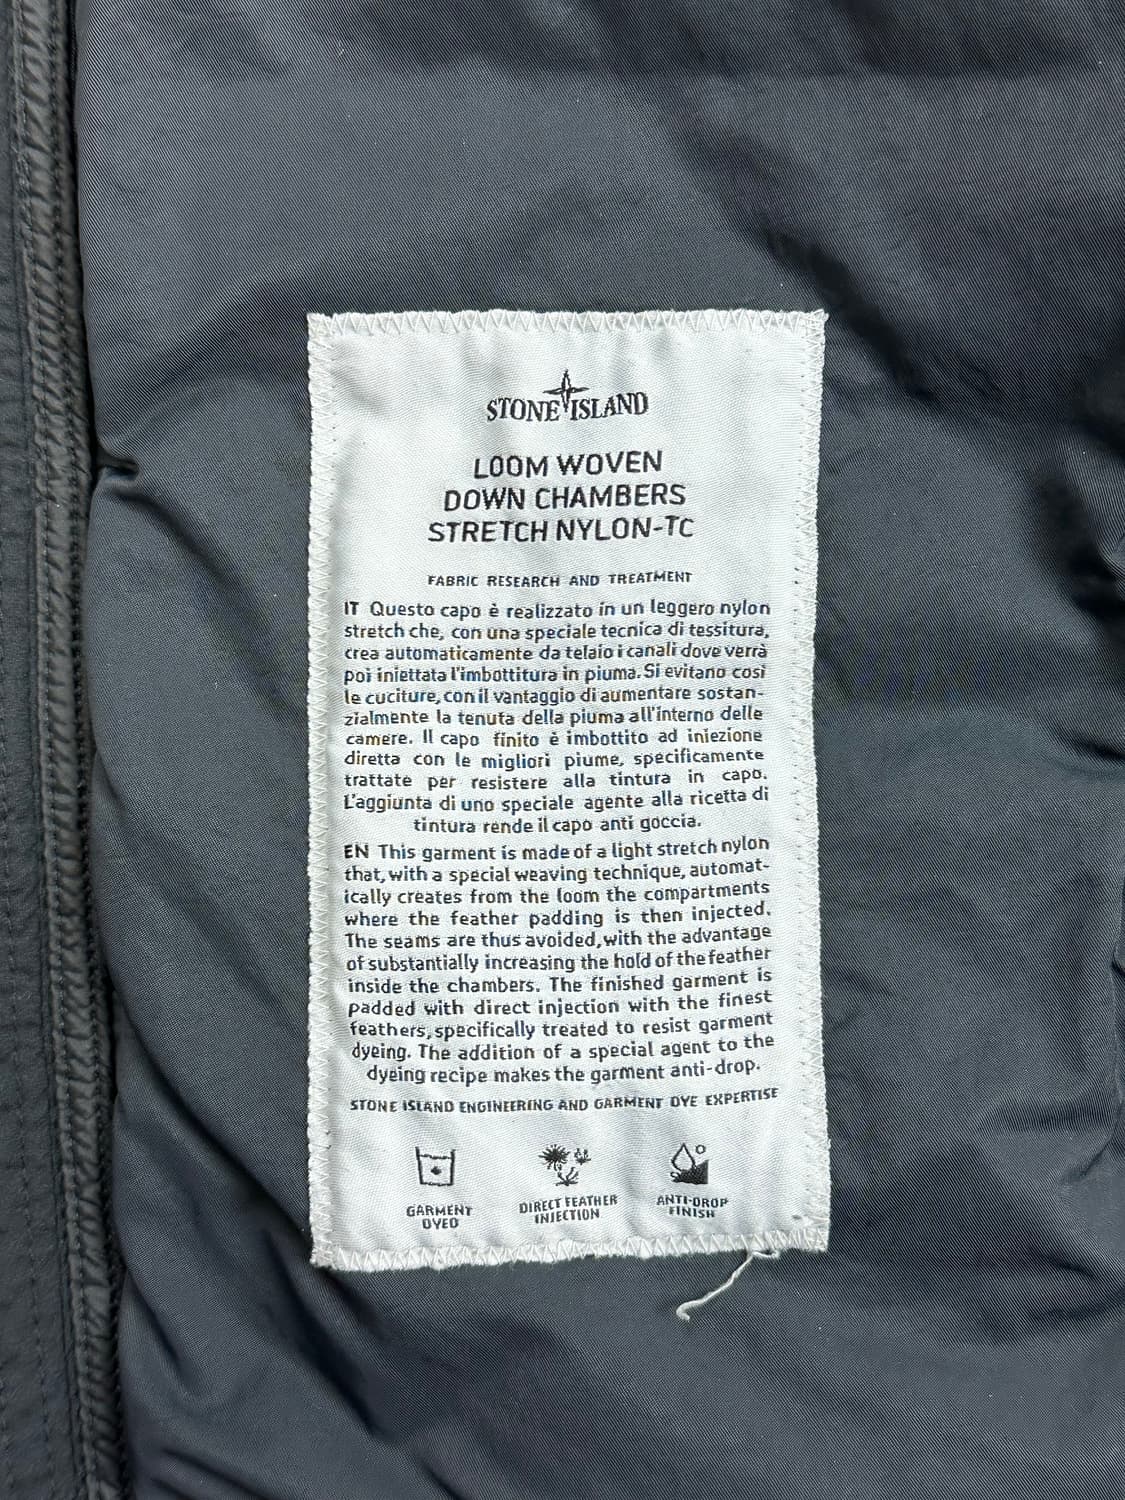 STONE ISLAND
LOOM WOVEN
DOWN CHAMBERS
STRETCH NYLON-TC
FABRIC RESEARCH AND TREATMENT
IT Questo capo è realizzato in un leggero nylon
stretch che, con una speciale tecnica di tessitura,
crea automaticamente da telaio i canali dove verrà
poi iniettata l'imbottitura in piuma. Si evitano così
le cuciture, con il vantaggio di aumentare sostan-
zialmente la tenuta della piuma all'interno delle
camere. Il capo finito è imbottito ad iniezione
diretta con le migliori piume, specificamente
trattate per resistere alla tintura in capo.
L'aggiunta di uno speciale agente alla ricetta di
tintura rende il capo anti goccia.
EN This garment is made of a light stretch nylon
that, with a special weaving technique, automat-
ically creates from the loom the compartments
where the feather padding is then injected.
The seams are thus avoided, with the advantage
of substantially increasing the hold of the feather
inside the chambers. The finished garment is
padded with direct injection with the finest
feathers, specifically treated to resist garment
dyeing. The addition of a special agent to the
dyeing recipe makes the garment anti-drop.
STONE ISLAND ENGINEERING AND GARMENT DYE EXPERTISE
GARMENT
DYED
DIRECT FEATHER
INJECTION
ANTI-DROP
FINISH